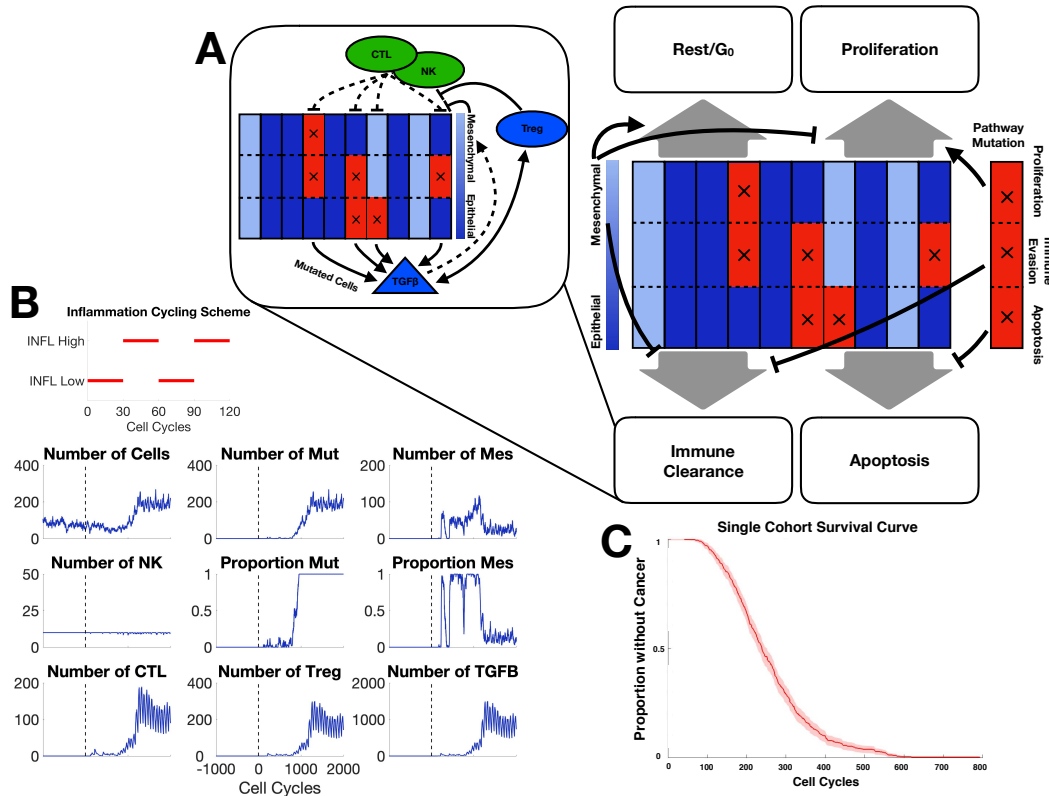 A
CTL
NK
Treg
Mesenchymal
Epithelial
×
×
×
×
×
×
×
Mutated Cells
TGFβ
Rest/G₀
Proliferation
Mesenchymal
Epithelial
×
×
×
×
×
×
×
Pathway
Mutation
×
×
×
Proliferation
Immune
Evasion
Apoptosis
Immune
Clearance
Apoptosis
B
Inflammation Cycling Scheme
INFL High
INFL Low
0 30 60 90 120
Cell Cycles
Number of Cells
400
200
0
Number of Mut
400
200
0
Number of Mes
200
100
0
Number of NK
50
25
0
Proportion Mut
1
0.5
0
Proportion Mes
1
0.5
0
Number of CTL
200
100
0
Number of Treg
400
200
0
-1000 0 1000 2000
Cell Cycles
Number of TGFB
2000
1000
0
C
Single Cohort Survival Curve
Proportion without Cancer
1
0.5
0
0 100 200 300 400 500 600 700 800
Cell Cycles